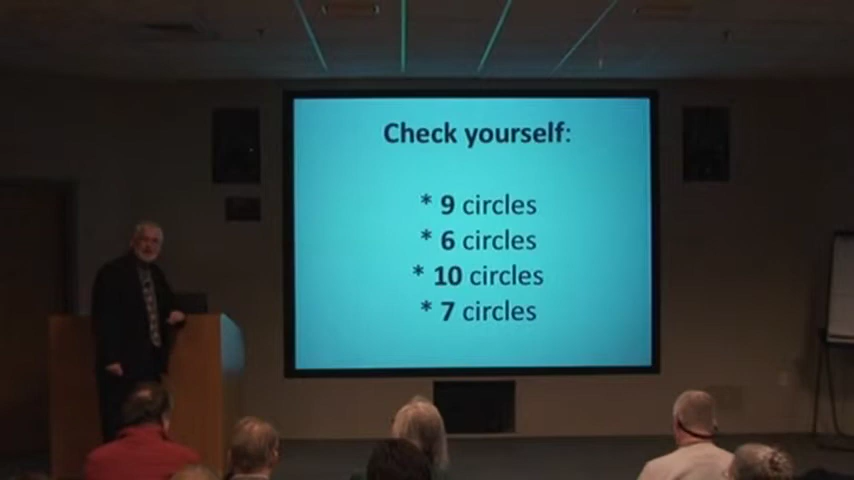 Check yourself:
* 9 circles
* 6 circles
* 10 circles
* 7 circles